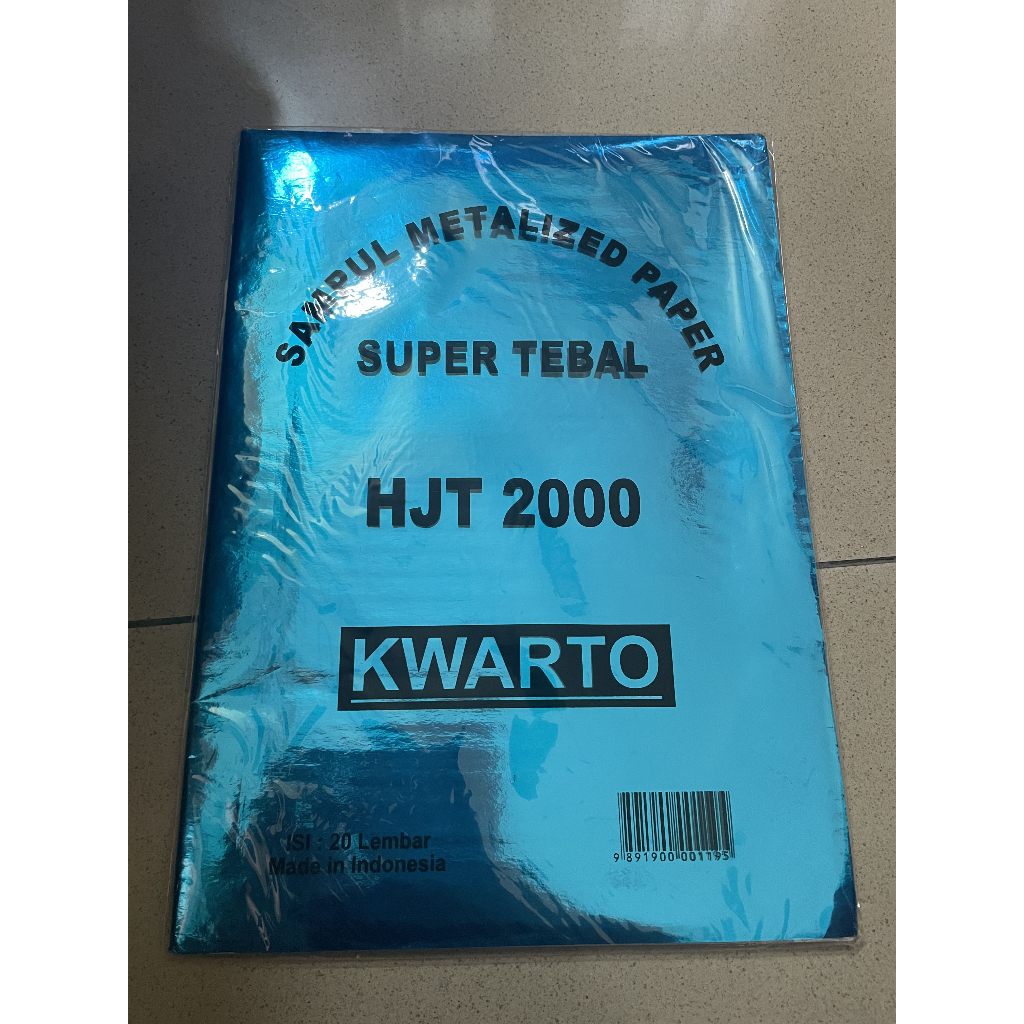 SAMPUL METALIZED PAPER
SUPER TEBAL
HJT 2000
KWARTO
ISI : 20 Lembar
Made in Indonesia
9 891900 001195